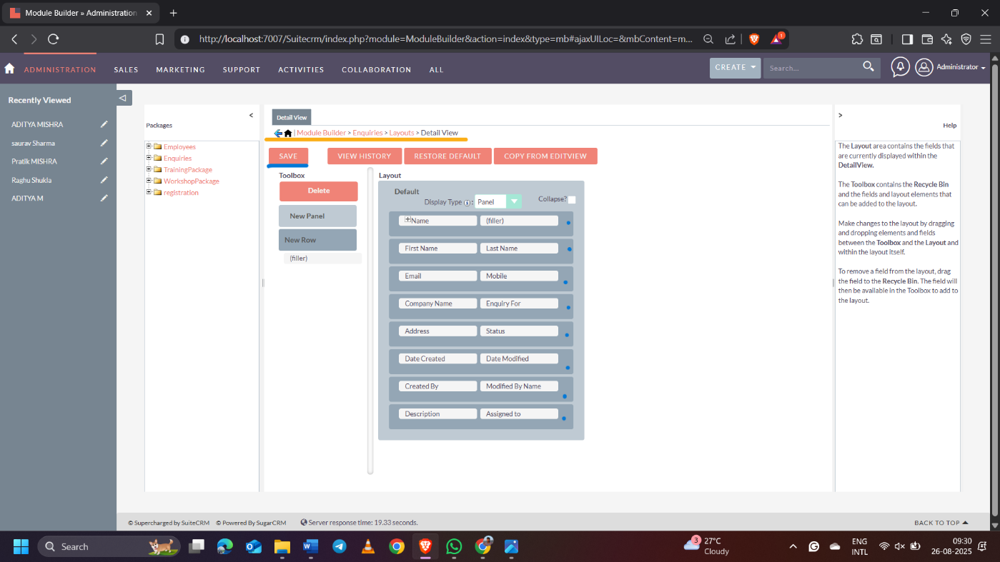 Module Builder » Administration
http://localhost:7007/Suitecrm/index.php?module=ModuleBuilder&action=index&type=mb#ajaxUILoc=&mbContent=m...
1
ADMINISTRATION SALES MARKETING SUPPORT ACTIVITIES COLLABORATION ALL CREATE Search... Administrator
Recently Viewed
ADITYA MISHRA
saurav Sharma
Pratik MISHRA
Raghu Shukla
ADITYA M
<
Packages
Employees
Enquiries
TrainingPackage
WorkshopPackage
registration
Detail View
| Module Builder > Enquiries > Layouts > Detail View
SAVE VIEW HISTORY RESTORE DEFAULT COPY FROM EDITVIEW
Toolbox
Delete
New Panel
New Row
(filler)
Layout
Default
Display Type : Panel Collapse?
Name (filler)
First Name Last Name
Email Mobile
Company Name Enquiry For
Address Status
Date Created Date Modified
Created By Modified By Name
Description Assigned to
>
Help
The Layout area contains the fields that
are currently displayed within the
DetailView.
The Toolbox contains the Recycle Bin
and the fields and layout elements that
can be added to the layout.
Make changes to the layout by dragging
and dropping elements and fields
between the Toolbox and the Layout and
within the layout itself.
To remove a field from the layout, drag
the field to the Recycle Bin. The field will
then be available in the Toolbox to add to
the layout.
© Supercharged by SuiteCRM © Powered By SugarCRM Server response time: 19.33 seconds. BACK TO TOP
Search
3
27°C
Cloudy
ENG
INTL
09:30
26-08-2025